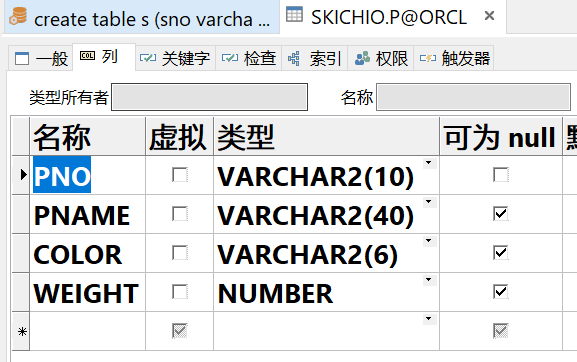 create table s (sno varcha ... SKICHIO.P@ORCL
一般 列 关键字 检查 索引 权限 触发器
类型所有者 名称
名称 虚拟 类型 可为 null
PNO VARCHAR2(10)
PNAME VARCHAR2(40)
COLOR VARCHAR2(6)
WEIGHT NUMBER